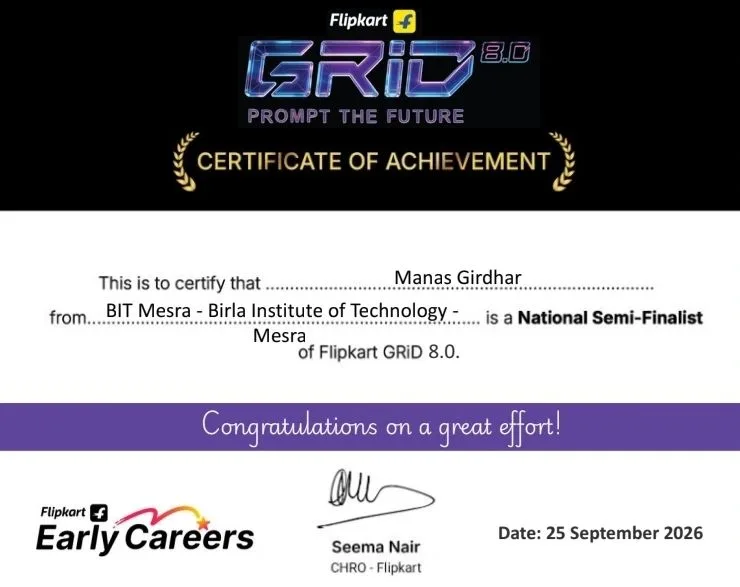 Flipkart
GRiD 8.0
PROMPT THE FUTURE
CERTIFICATE OF ACHIEVEMENT
This is to certify that Manas Girdhar
from BIT Mesra - Birla Institute of Technology - Mesra is a National Semi-Finalist
of Flipkart GRiD 8.0.
Congratulations on a great effort!
Flipkart
Early Careers
Seema Nair
CHRO - Flipkart
Date: 25 September 2026